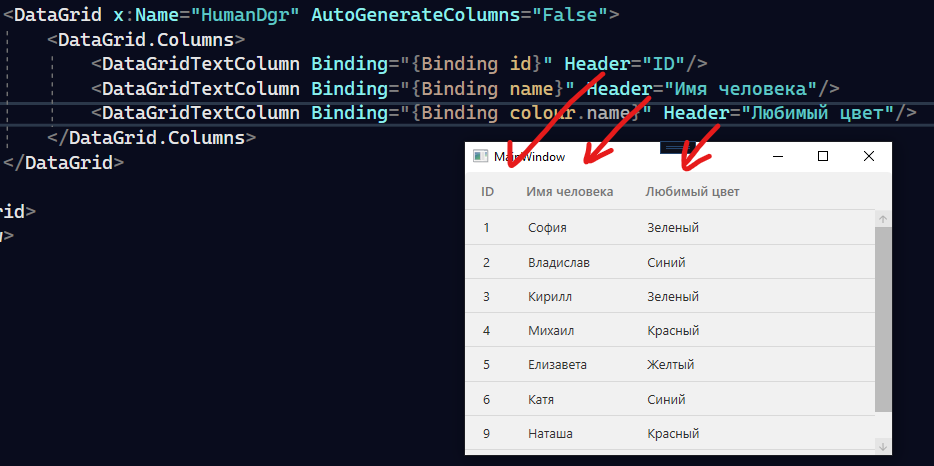 <DataGrid x:Name="HumanDgr" AutoGenerateColumns="False">
<DataGrid.Columns>
<DataGridTextColumn Binding="{Binding id}" Header="ID"/>
<DataGridTextColumn Binding="{Binding name}" Header="Имя человека"/>
<DataGridTextColumn Binding="{Binding colour.name}" Header="Любимый цвет"/>
</DataGrid.Columns>
</DataGrid>
rid>
>
MainWindow
ID Имя человека Любимый цвет
1 София Зеленый
2 Владислав Синий
3 Кирилл Зеленый
4 Михаил Красный
5 Елизавета Желтый
6 Катя Синий
9 Наташа Красный